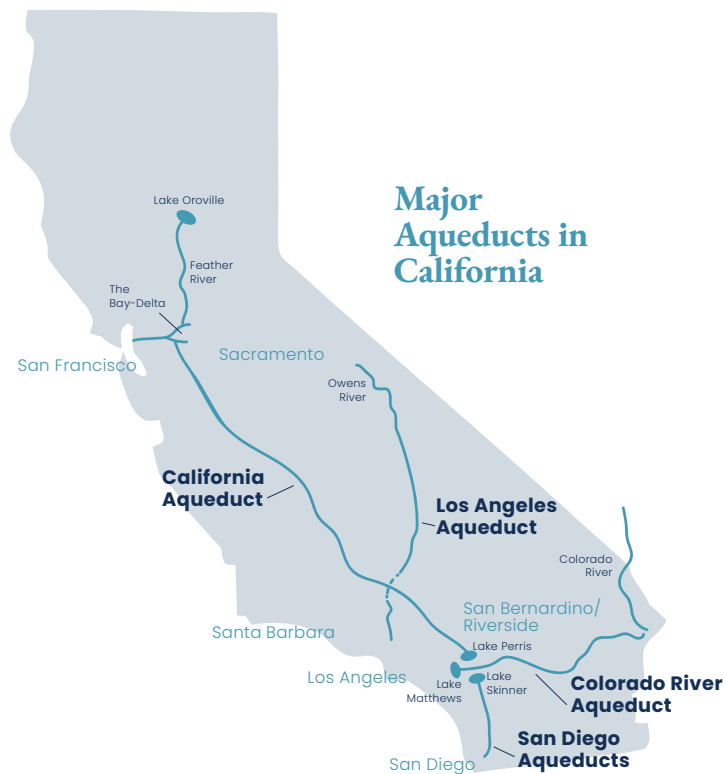 Major
Aqueducts in
California
Lake Oroville
Feather
River
The
Bay-Delta
San Francisco
Sacramento
Owens
River
California
Aqueduct
Los Angeles
Aqueduct
Colorado
River
San Bernardino/
Riverside
Santa Barbara
Lake Perris
Los Angeles
Lake
Skinner
Lake
Matthews
Colorado River
Aqueduct
San Diego
Aqueducts
San Diego